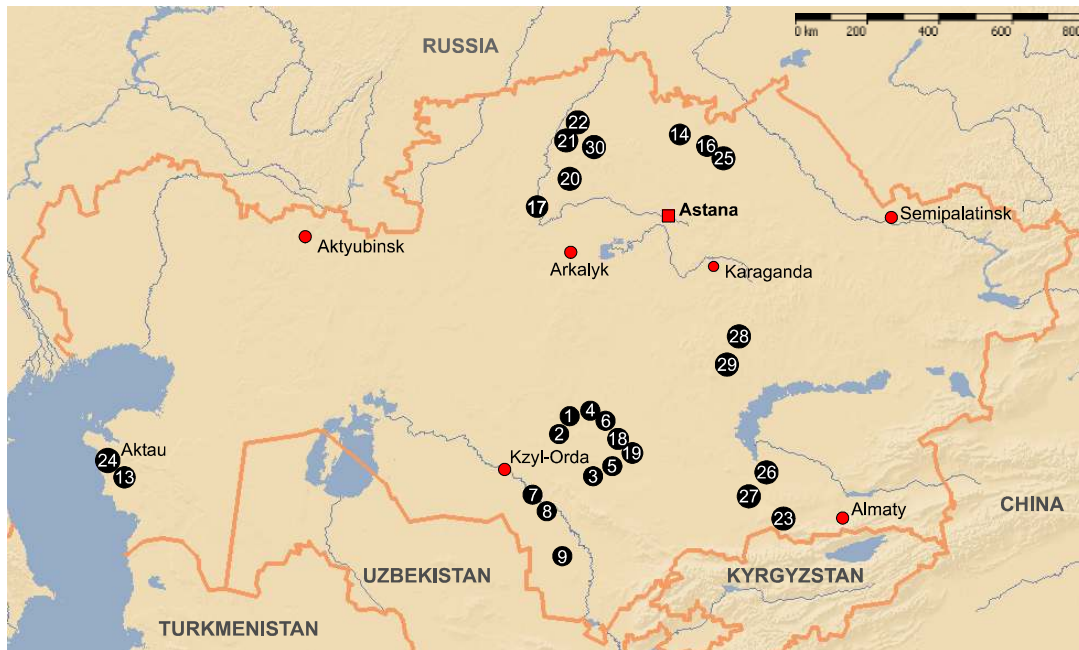 0 km 200 400 600 800
RUSSIA
22
14
21
30
16
25
20
17
Astana
Semipalatinsk
Aktyubinsk
Arkalyk
Karaganda
28
29
4
1
6
2
18
Aktau
19
24
Kzyl-Orda
5
26
13
3
7
27
8
Almaty
CHINA
23
9
UZBEKISTAN
KYRGYZSTAN
TURKMENISTAN